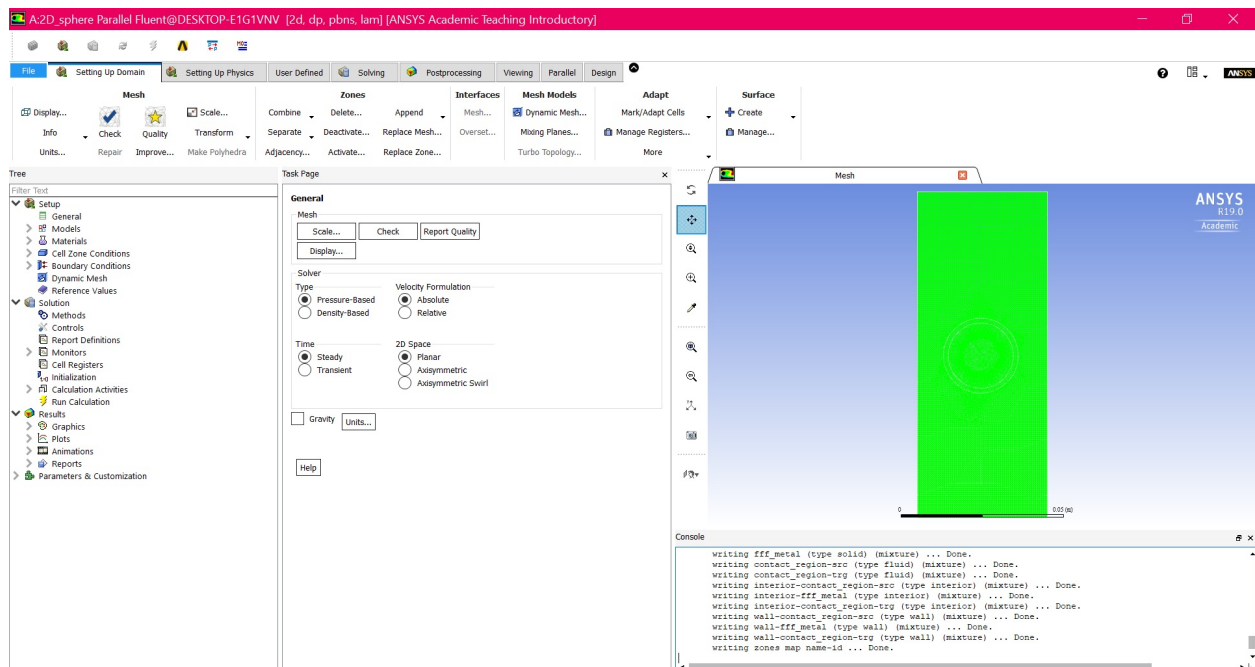 A:2D_sphere Parallel Fluent@DESKTOP-E1G1VNV [2d, dp, pbns, lam] [ANSYS Academic Teaching Introductory]
File Setting Up Domain Setting Up Physics User Defined Solving Postprocessing Viewing Parallel Design ANSYS
Mesh Zones Interfaces Mesh Models Adapt Surface
Display... Scale... Combine Delete... Append Mesh... Dynamic Mesh... Mark/Adapt Cells Create
Info Check Quality Transform Separate Deactivate... Replace Mesh... Overset... Mixing Planes... Manage Registers... Manage...
Units... Repair Improve... Make Polyhedra Adjacency... Activate... Replace Zone... Turbo Topology... More
Tree
Filter Text
Setup
General
Models
Materials
Cell Zone Conditions
Boundary Conditions
Dynamic Mesh
Reference Values
Solution
Methods
Controls
Report Definitions
Monitors
Cell Registers
Initialization
Calculation Activities
Run Calculation
Results
Graphics
Plots
Animations
Reports
Parameters & Customization
Task Page
General
Mesh
Scale... Check Report Quality
Display...
Solver
Type Velocity Formulation
Pressure-Based Absolute
Density-Based Relative
Time 2D Space
Steady Planar
Transient Axisymmetric
Axisymmetric Swirl
Gravity Units...
Help
Mesh
ANSYS
R19.0
Academic
0 0.05 (m)
Console
writing fff_metal (type solid) (mixture) ... Done.
writing contact_region-src (type fluid) (mixture) ... Done.
writing contact_region-trg (type fluid) (mixture) ... Done.
writing interior-contact_region-src (type interior) (mixture) ... Done.
writing interior-fff_metal (type interior) (mixture) ... Done.
writing interior-contact_region-trg (type interior) (mixture) ... Done.
writing wall-contact_region-src (type wall) (mixture) ... Done.
writing wall-fff_metal (type wall) (mixture) ... Done.
writing wall-contact_region-trg (type wall) (mixture) ... Done.
writing zones map name-id ... Done.